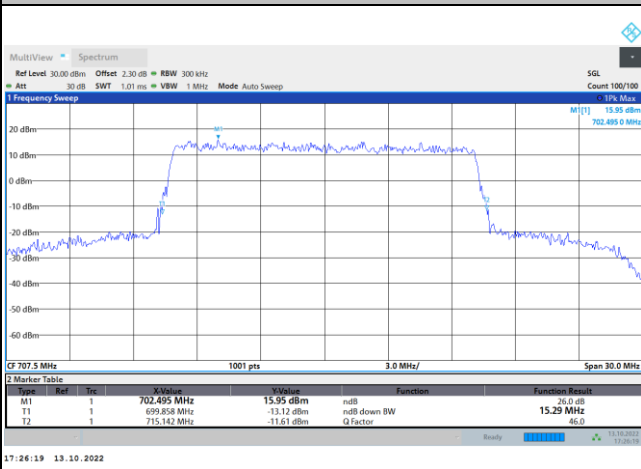 MultiView Spectrum
Ref Level 30.00 dBm Offset 2.30 dB RBW 300 kHz SGL
Att 30 dB SWT 1.01 ms VBW 1 MHz Mode Auto Sweep Count 100/100
1 Frequency Sweep 1Pk Max
M1[1] 15.95 dBm
702.495 0 MHz
M1
20 dBm
10 dBm
0 dBm
-10 dBm
-20 dBm
-30 dBm
-40 dBm
-50 dBm
-60 dBm
T1
T2
CF 707.5 MHz 1001 pts 3.0 MHz/ Span 30.0 MHz
2 Marker Table
Type Ref Trc X-Value Y-Value Function Function Result
M1 1 702.495 MHz 15.95 dBm ndB 26.0 dB
T1 1 699.858 MHz -13.12 dBm ndB down BW 15.29 MHz
T2 1 715.142 MHz -11.61 dBm Q Factor 46.0
Ready 13.10.2022
17:26:19
17:26:19 13.10.2022